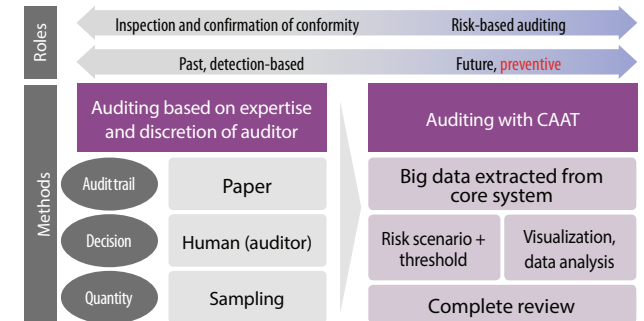 Roles
Inspection and confirmation of conformity
Risk-based auditing
Past, detection-based
Future, preventive
Methods
Auditing based on expertise
and discretion of auditor
Auditing with CAAT
Audit trail
Paper
Big data extracted from
core system
Decision
Human (auditor)
Risk scenario +
threshold
Visualization,
data analysis
Quantity
Sampling
Complete review